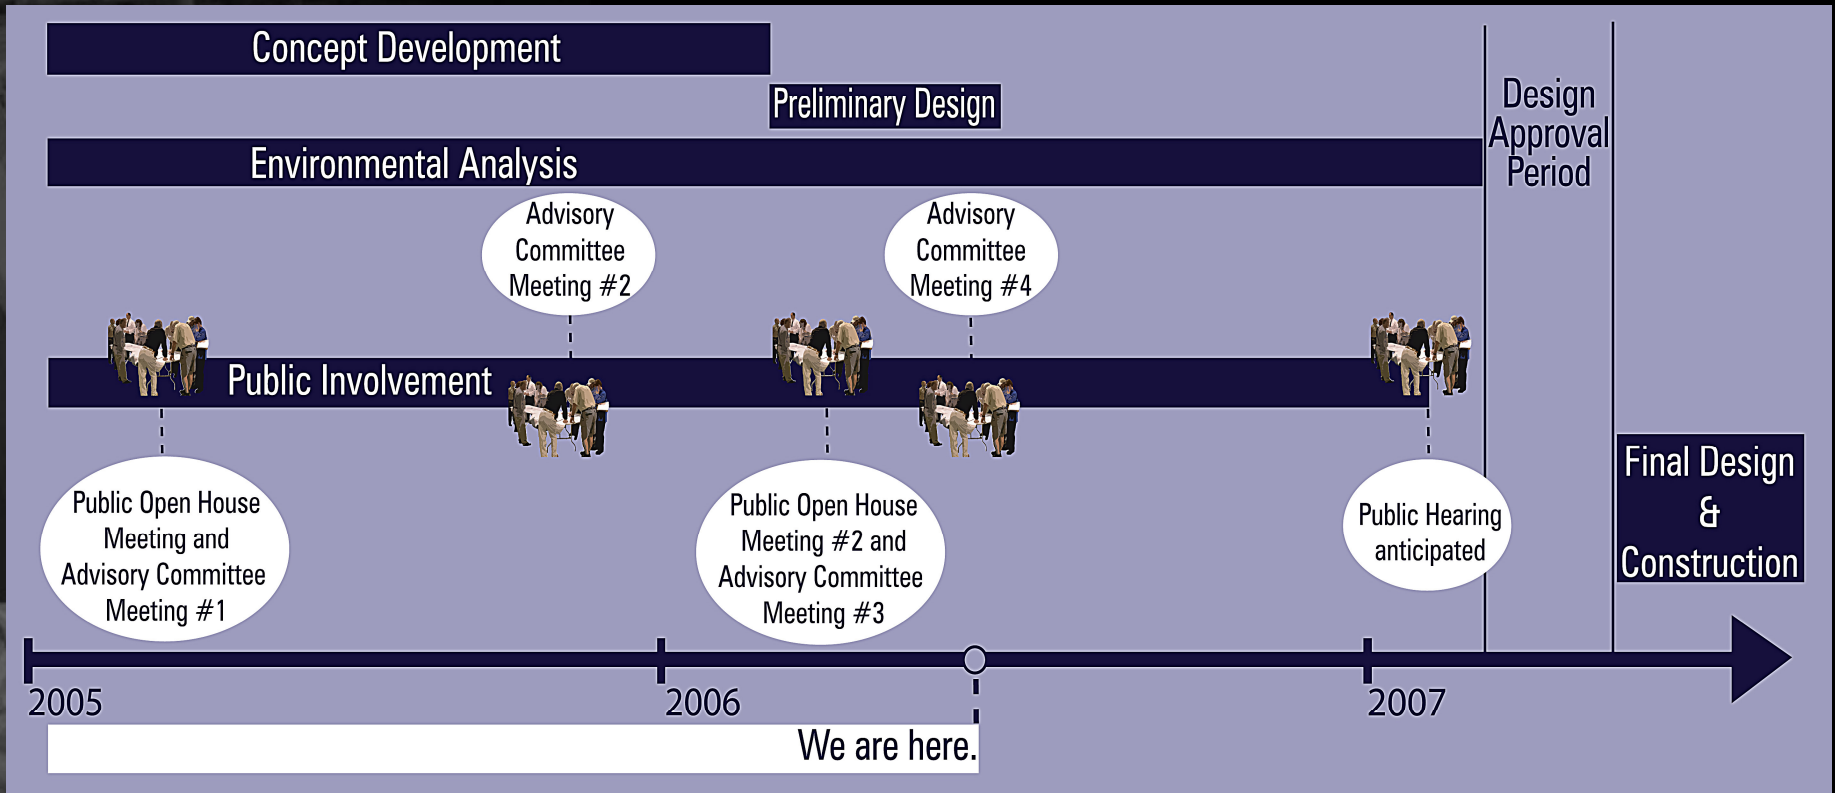 Concept Development
Preliminary Design
Environmental Analysis
Design
Approval
Period
Advisory
Committee
Meeting #2
Advisory
Committee
Meeting #4
Public Involvement
Public Open House
Meeting and
Advisory Committee
Meeting #1
Public Open House
Meeting #2 and
Advisory Committee
Meeting #3
Public Hearing
anticipated
Final Design
&
Construction
2005
2006
2007
We are here.